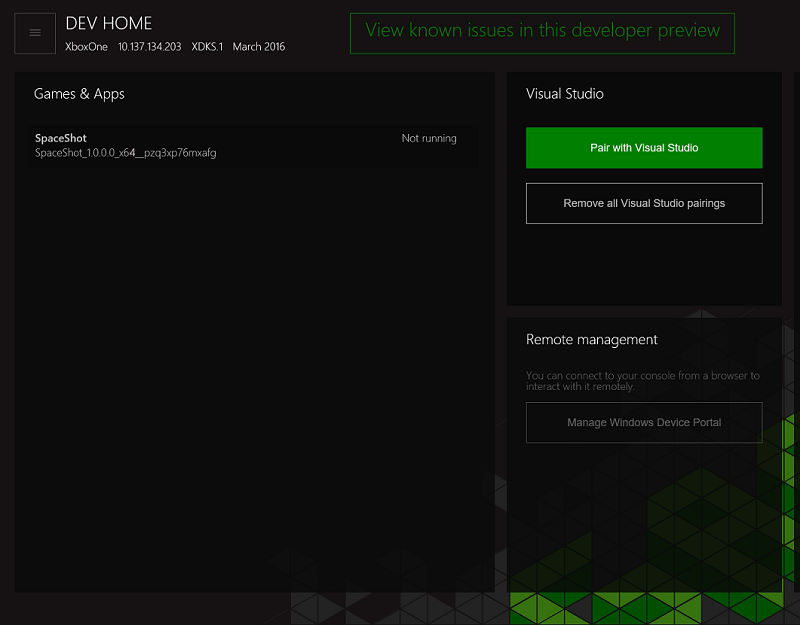 DEV HOME
XboxOne 10.137.134.203 XDKS.1 March 2016
View known issues in this developer preview
Games & Apps
SpaceShot
Not running
SpaceShot_1.0.0.0_x64__pzq3xp76mxafg
Visual Studio
Pair with Visual Studio
Remove all Visual Studio pairings
Remote management
You can connect to your console from a browser to
interact with it remotely.
Manage Windows Device Portal